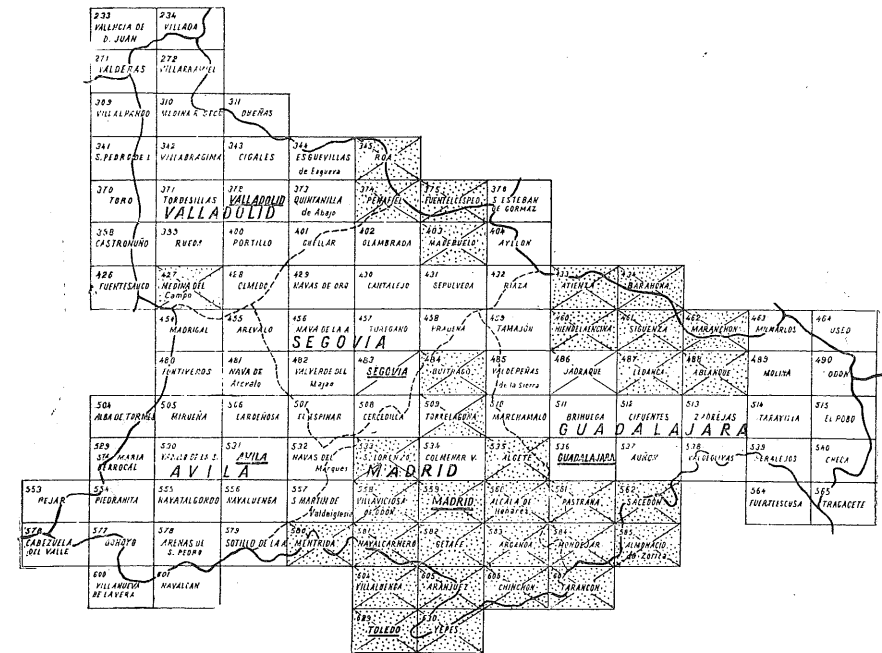 233 234
VALENCIA DE VILLADA
D. JUAN
271 272
VALDERAS VILLARRAMIEL
309 310 311
VILLALPANDO MEDINA R. SECO DUEÑAS
341 342 343 344 345
S. PEDRO DE L VILLABRAGIMA CIGALES ESGUEVILLAS ROA
de Esgueva
370 371 372 373 374 375 376
TORO TORDESILLAS VALLADOLID QUINTANILLA PEÑAFIEL FUENTELCESPED S. ESTEBAN
VALLADOLID de Abajo DE GORMAZ
398 399 400 401 402 403 404
CASTRONUÑO RUEDA PORTILLO CUELLAR OLAMBRADA MADERUELO AYLLON
426 427 428 429 430 431 432 433 434
FUENTESAUCO MEDINA DEL OLMEDO NAVAS DE ORO CANTALEJO SEPULVEDA RIAZA ATIENZA BARAHONA
Campo
454 455 456 457 458 459 460 461 462 463 464
MADRIGAL AREVALO NAVA DE LA A TUREGANO PRADENA TAMAJÓN HIENDELAENCINA SIGÜENZA MARANCHON MILMARCOS USED
SEGOVIA
480 481 482 483 484 485 486 487 488 489 490
FONTIVEROS NAVA DE VALVERDE DEL SEGOVIA BUITRAGO VALDEPEÑAS JADRAQUE LEDANCA ABLANQUE MOLINA ODON
Arevalo Majano de la Sierra
504 505 506 507 508 509 510 511 512 513 514 515
ALBA DE TORMES MIRUEÑA CARDEÑOSA EL ESPINAR CERCEDILLA TORRELAGUNA MARCHAMALO BRIHUEGA CIFUENTES ZAOREJAS TARAVILLA EL POBO
GUADALAJARA
529 530 531 532 533 534 535 536 537 538 539 540
Sta. MARIA AVILA NAVAS DEL S. LORENZO COLMENAR V. ALGETE GUADALAJARA AUÑON VALDEOLIVAS PERALEJOS CHECA
BERROCAL Marques
AVILA MADRID
553 554 555 556 557 558 559 560 561 562 564 565
BEJAR PIEDRAHITA NAVATALGORDO NAVALUENGA S. MARTIN DE VILLAVICIOSA MADRID ALCALA DE PASTRANA SACEDON FUERTESCUSA TRAGACETE
Valdeiglesias DE ODON Henares
576 577 578 579 580 581 582 583
CABEZUELA BOHOYO ARENAS DE SOTILLO DE LA A MENTRIDA NAVALCARNERO GETAFE ARGANDA MONDEJAR ALMONACID
DEL VALLE S. PEDRO de Zorita
600 601 604 605 606 607
VILLANUEVA NAVALCAN VILLALUENGA ARANJUEZ CHINCHON TARANCON
DE LA VERA
629 630
TOLEDO YEPES